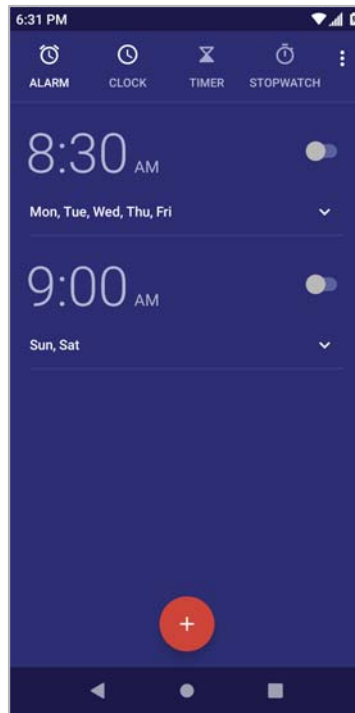 6:31 PM
ALARM CLOCK TIMER STOPWATCH
8:30 AM
Mon, Tue, Wed, Thu, Fri
9:00 AM
Sun, Sat